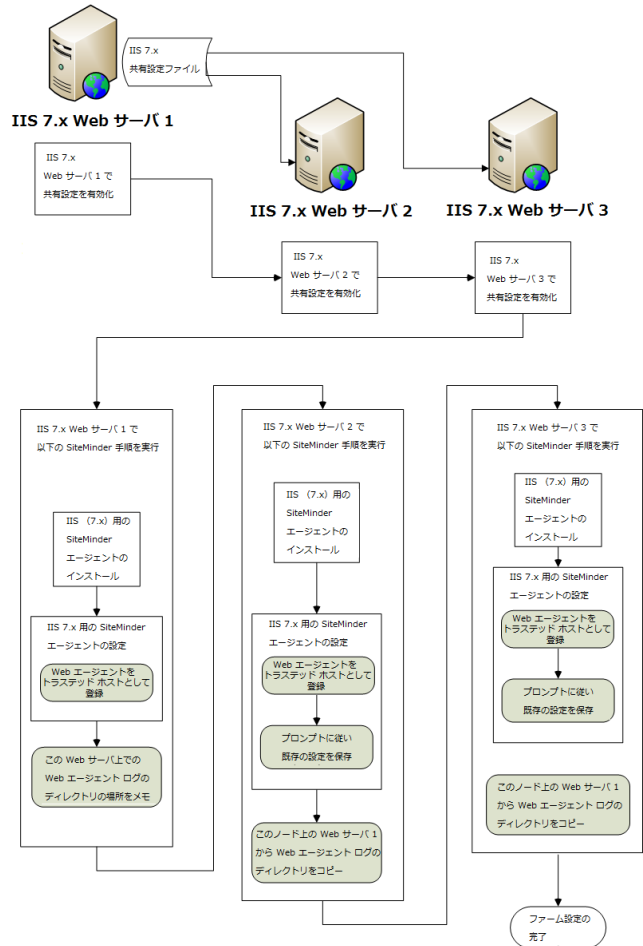 IIS 7.x
共有設定ファイル
IIS 7.x Web サーバ 1
IIS 7.x Web サーバ 2
IIS 7.x Web サーバ 3
IIS 7.x
Web サーバ 1 で
共有設定を有効化
IIS 7.x
Web サーバ 2 で
共有設定を有効化
IIS 7.x
Web サーバ 3 で
共有設定を有効化
IIS 7.x Web サーバ 1 で
以下の SiteMinder 手順を実行
IIS （7.x）用の
SiteMinder
エージェントの
インストール
IIS 7.x 用の SiteMinder
エージェントの設定
Web エージェントを
トラステッド ホストとして
登録
この Web サーバ上での
Web エージェント ログの
ディレクトリの場所をメモ
IIS 7.x Web サーバ 2 で
以下の SiteMinder 手順を実行
IIS （7.x）用の
SiteMinder
エージェントの
インストール
IIS 7.x 用の SiteMinder
エージェントの設定
Web エージェントを
トラステッド ホストとして
登録
プロンプトに従い
既存の設定を保存
このノード上の Web サーバ 1
から Web エージェント ログの
ディレクトリをコピー
IIS 7.x Web サーバ 3 で
以下の SiteMinder 手順を実行
IIS （7.x）用の
SiteMinder
エージェントの
インストール
IIS 7.x 用の SiteMinder
エージェントの設定
Web エージェントを
トラステッド ホストとして
登録
プロンプトに従い
既存の設定を保存
このノード上の Web サーバ 1
から Web エージェント ログの
ディレクトリをコピー
ファーム設定の
完了